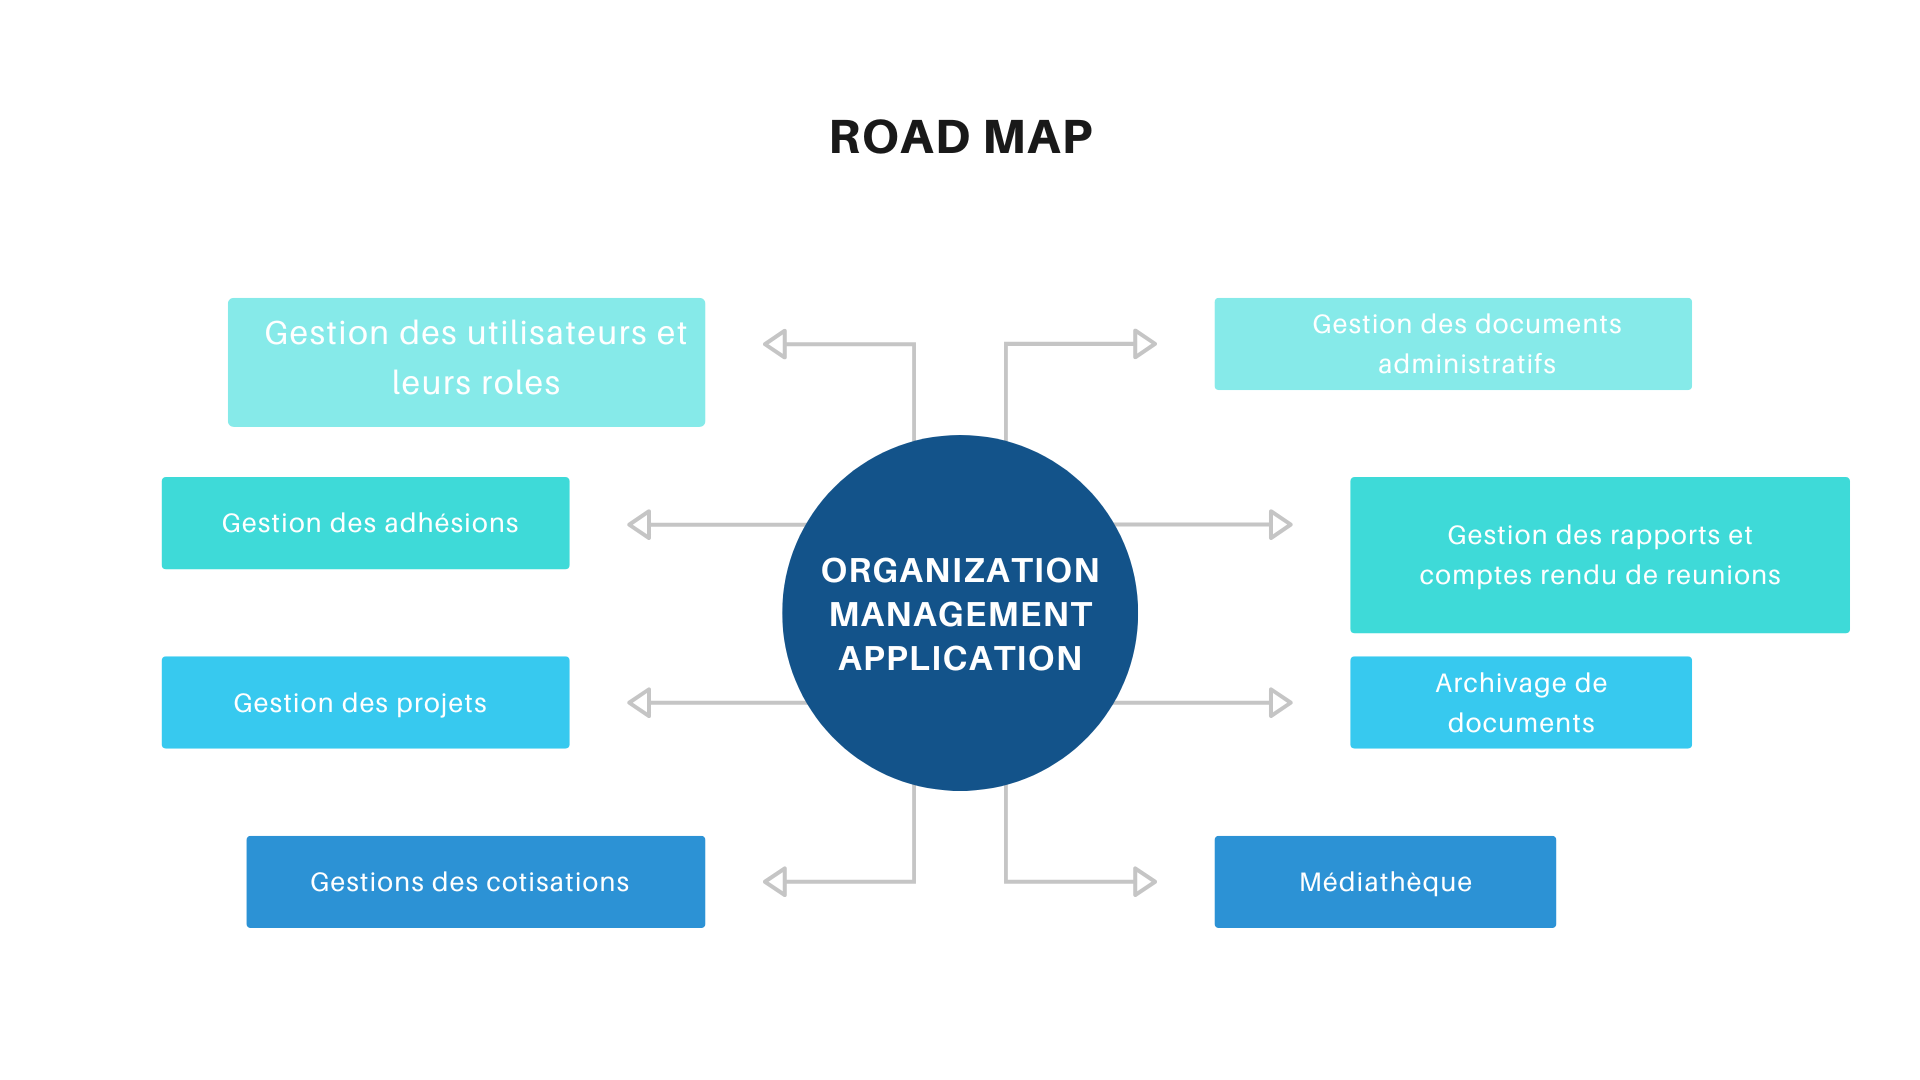 ROAD MAP
Gestion des utilisateurs et
leurs roles
Gestion des adhésions
Gestion des projets
Gestions des cotisations
ORGANIZATION
MANAGEMENT
APPLICATION
Gestion des documents
administratifs
Gestion des rapports et
comptes rendu de reunions
Archivage de
documents
Médiathèque